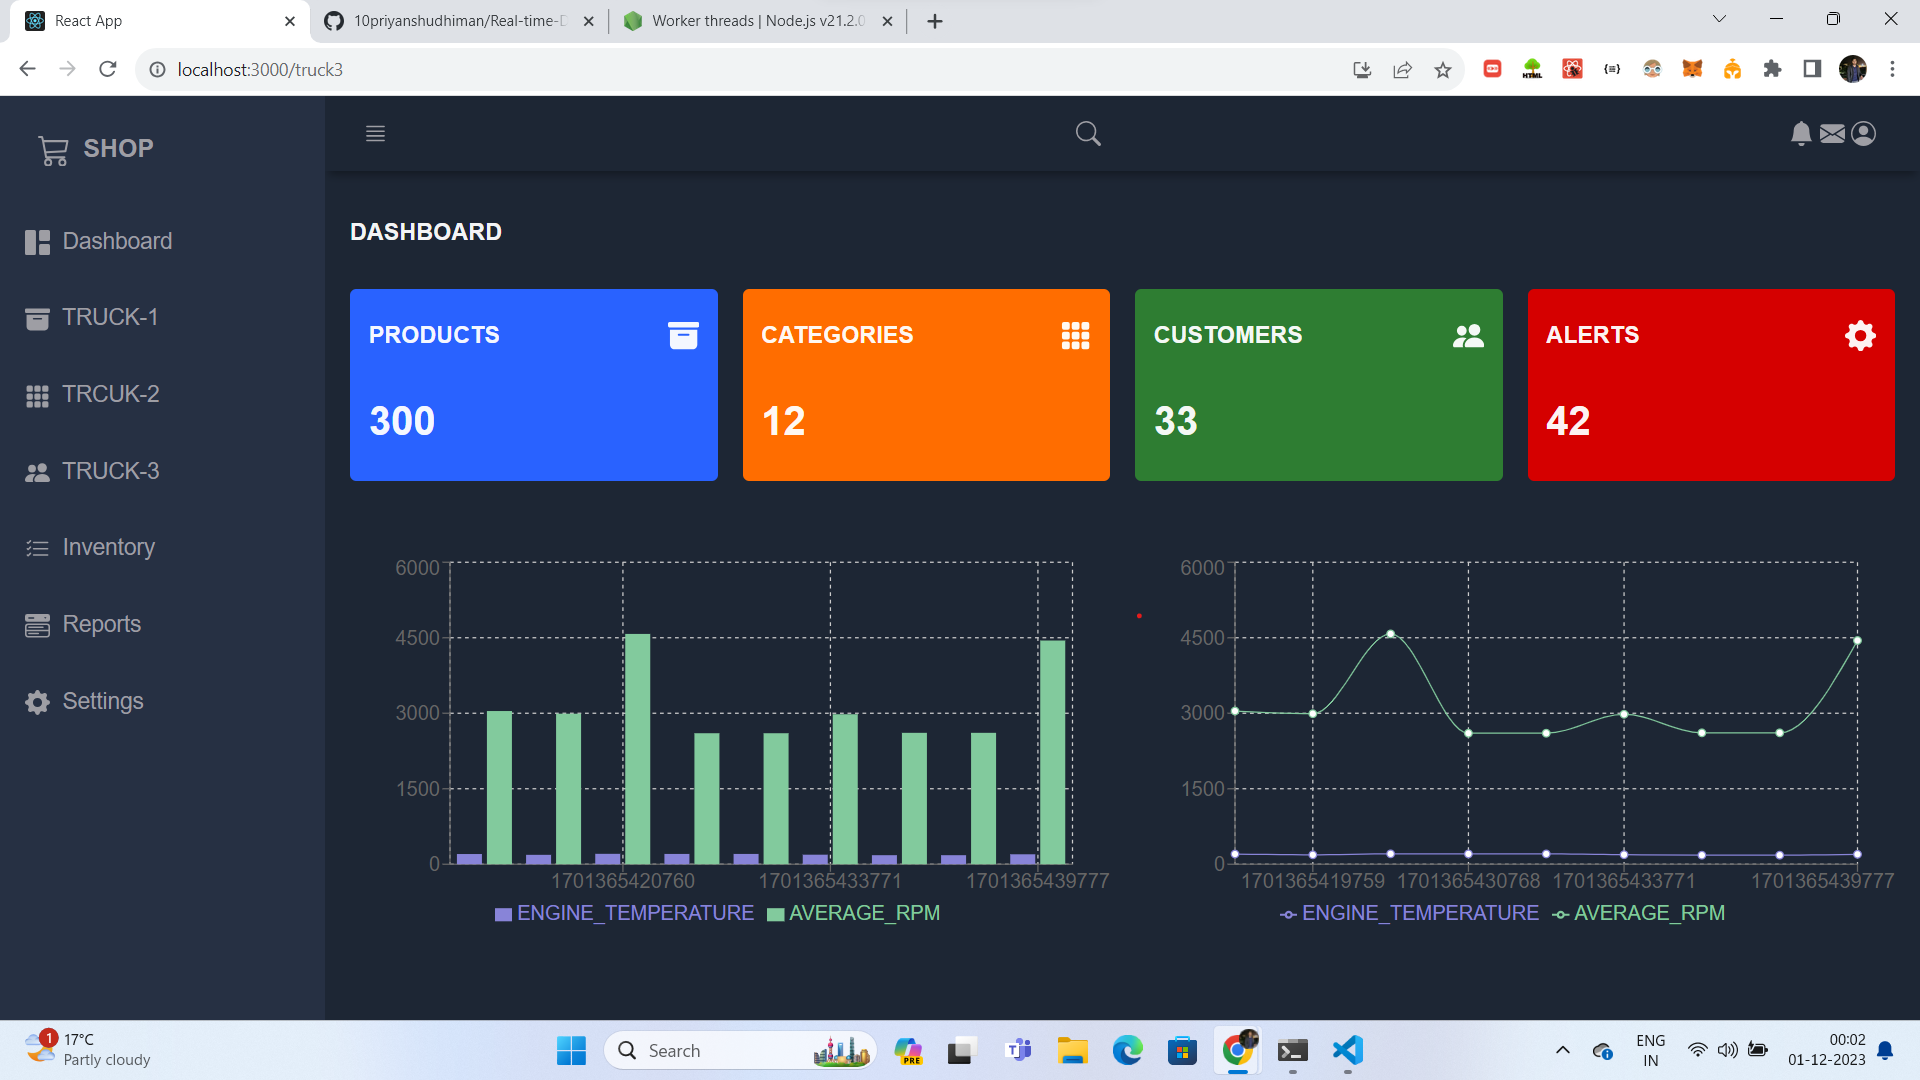 React App
10priyanshudhiman/Real-time-D
Worker threads | Node.js v21.2.0
localhost:3000/truck3
SHOP
DASHBOARD
Dashboard
TRUCK-1
TRCUK-2
TRUCK-3
Inventory
Reports
Settings
PRODUCTS
300
CATEGORIES
12
CUSTOMERS
33
ALERTS
42
6000
4500
3000
1500
0
1701365420760 1701365433771 1701365439777
ENGINE_TEMPERATURE AVERAGE_RPM
6000
4500
3000
1500
0
1701365419759 1701365430768 1701365433771 1701365439777
ENGINE_TEMPERATURE AVERAGE_RPM
1
17°C
Partly cloudy
Search
PRE
ENG
IN
00:02
01-12-2023